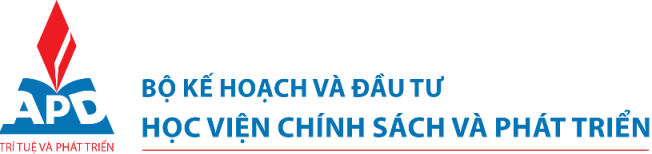 APD
TRÍ TUỆ VÀ PHÁT TRIỂN
BỘ KẾ HOẠCH VÀ ĐẦU TƯ
HỌC VIỆN CHÍNH SÁCH VÀ PHÁT TRIỂN